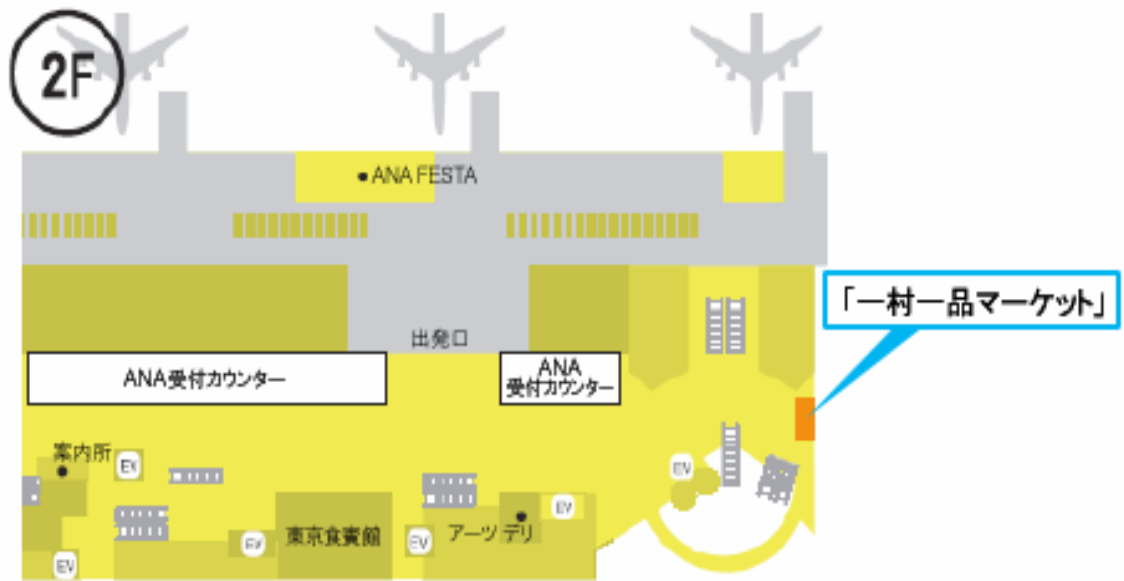 2F
ANA FESTA
「一村一品マーケット」
出発口
ANA受付カウンター
ANA
受付カウンター
案内所
EV
EV
EV
東京食賓館
EV
アーツ デリ
EV
EV
EV